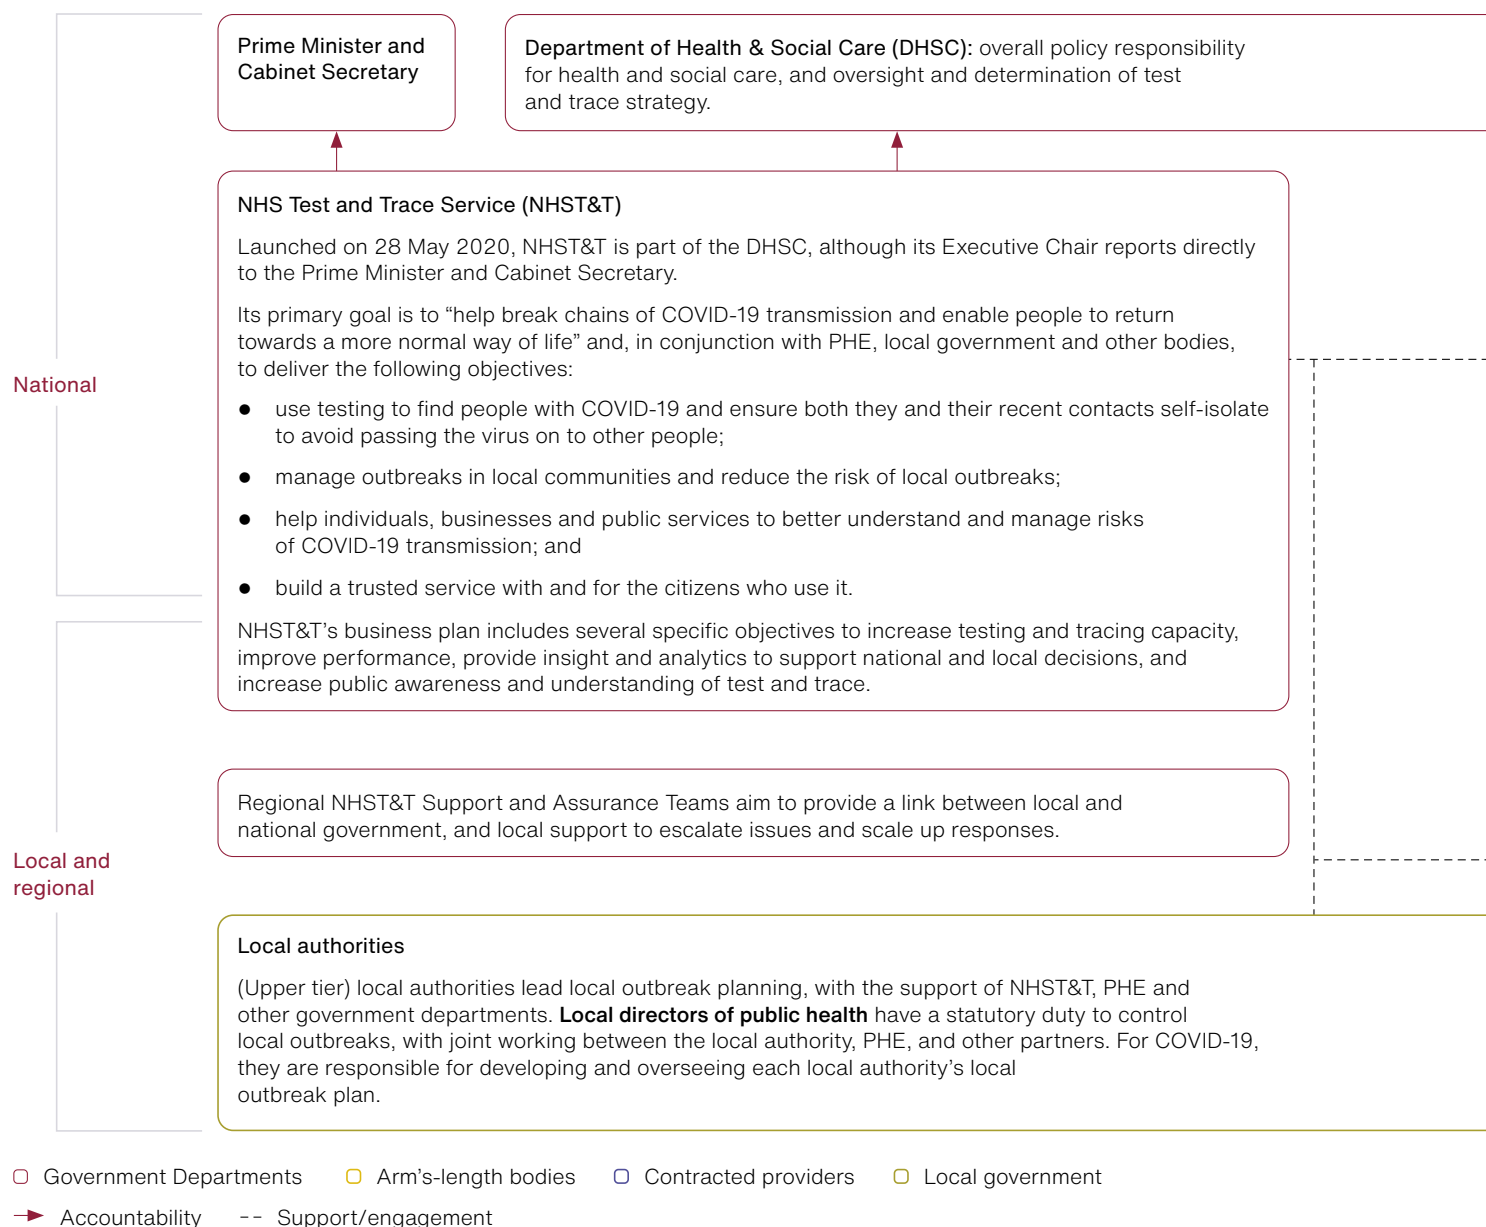 Prime Minister and
Cabinet Secretary
Department of Health & Social Care (DHSC): overall policy responsibility
for health and social care, and oversight and determination of test
and trace strategy.
NHS Test and Trace Service (NHST&T)
Launched on 28 May 2020, NHST&T is part of the DHSC, although its Executive Chair reports directly
to the Prime Minister and Cabinet Secretary.
Its primary goal is to “help break chains of COVID-19 transmission and enable people to return
towards a more normal way of life” and, in conjunction with PHE, local government and other bodies,
to deliver the following objectives:
● use testing to find people with COVID-19 and ensure both they and their recent contacts self-isolate
to avoid passing the virus on to other people;
● manage outbreaks in local communities and reduce the risk of local outbreaks;
● help individuals, businesses and public services to better understand and manage risks
of COVID-19 transmission; and
● build a trusted service with and for the citizens who use it.
NHST&T’s business plan includes several specific objectives to increase testing and tracing capacity,
improve performance, provide insight and analytics to support national and local decisions, and
increase public awareness and understanding of test and trace.
National
Regional NHST&T Support and Assurance Teams aim to provide a link between local and
national government, and local support to escalate issues and scale up responses.
Local and
regional
Local authorities
(Upper tier) local authorities lead local outbreak planning, with the support of NHST&T, PHE and
other government departments. Local directors of public health have a statutory duty to control
local outbreaks, with joint working between the local authority, PHE, and other partners. For COVID-19,
they are responsible for developing and overseeing each local authority’s local
outbreak plan.
Government Departments
Arm’s-length bodies
Contracted providers
Local government
Accountability
Support/engagement